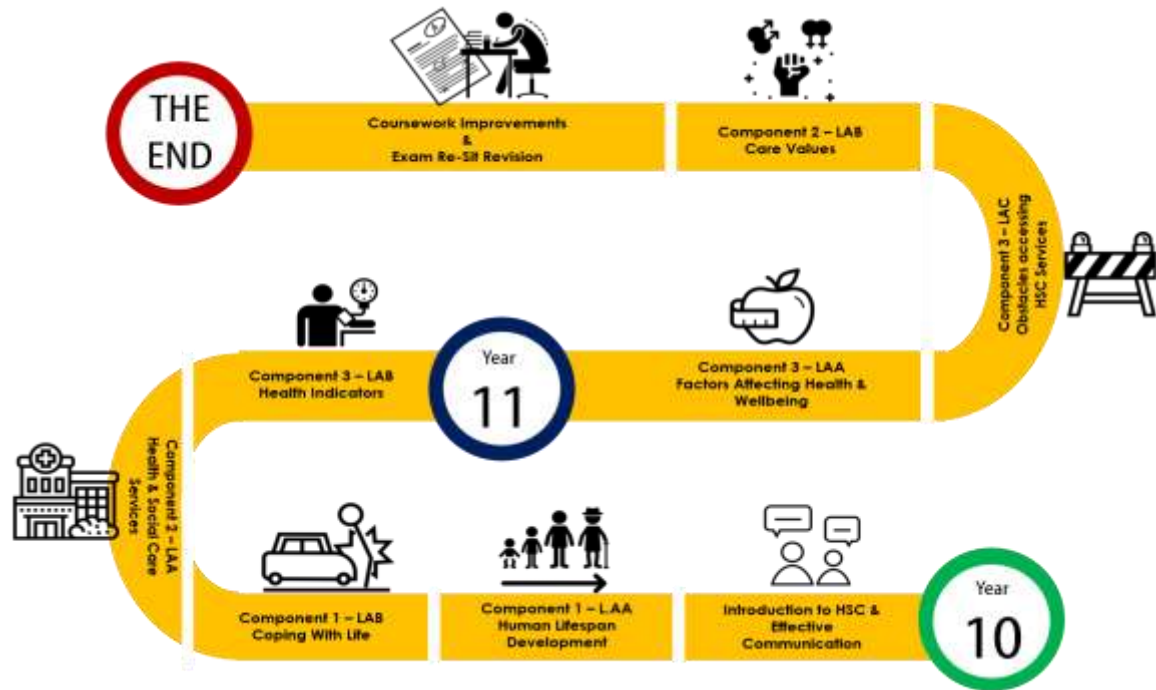 THE
END
Coursework Improvements
&
Exam Re-Sit Revision
Component 2 – LAB
Care Values
Component 3 – LAC
Obstacles accessing
HSC Services
Component 3 – LAB
Health Indicators
Year
11
Component 3 – LAA
Factors Affecting Health &
Wellbeing
Component 2 – LAA
Health & Social Care
Services
Component 1 – LAB
Coping With Life
Component 1 – L.AA
Human Lifespan
Development
Introduction to HSC &
Effective
Communication
Year
10